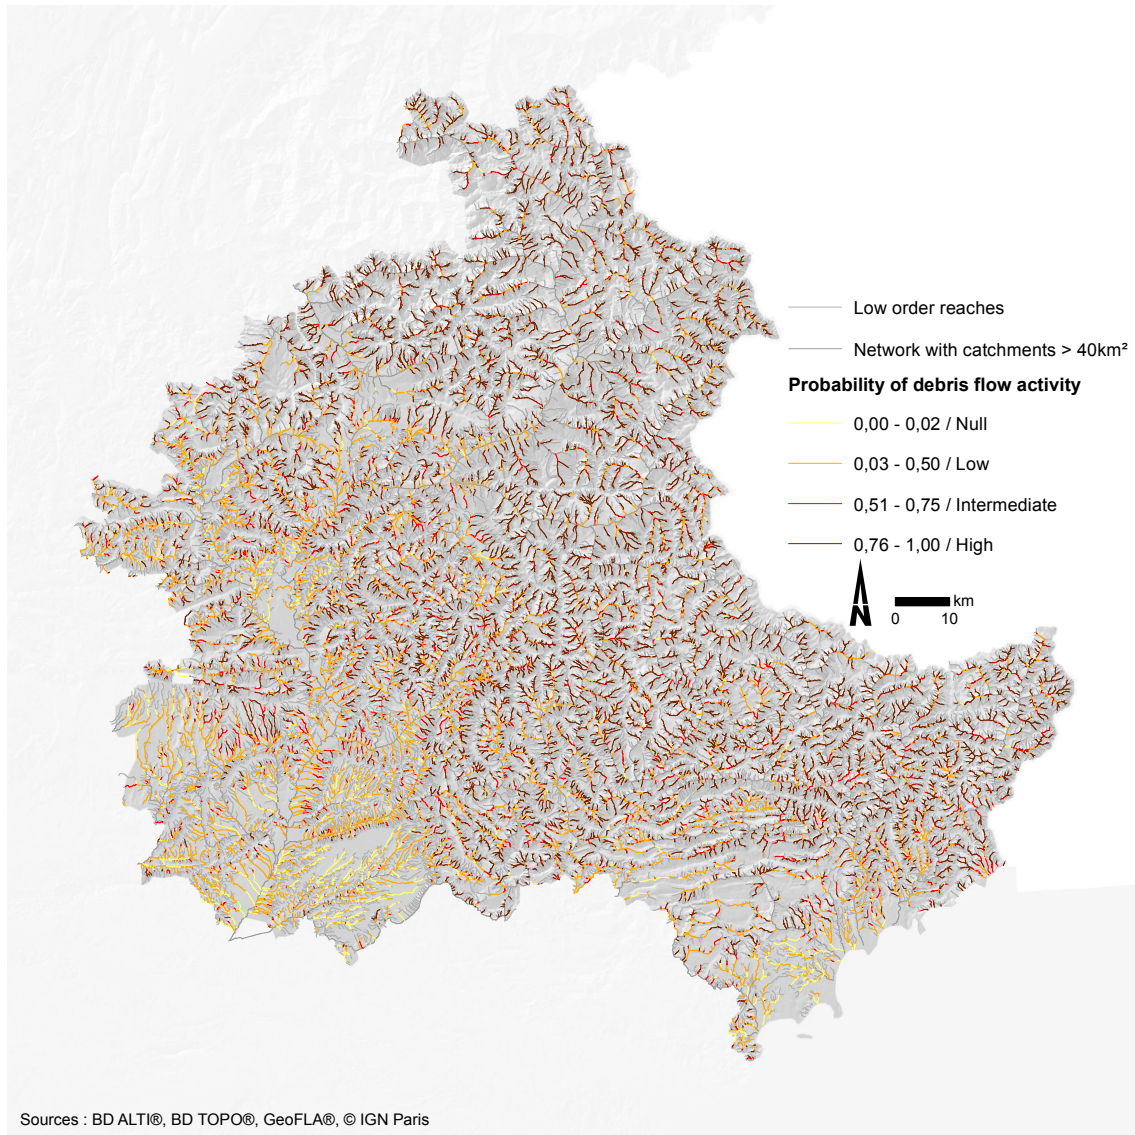 Low order reaches
Network with catchments > 40km²
Probability of debris flow activity
0,00 - 0,02 / Null
0,03 - 0,50 / Low
0,51 - 0,75 / Intermediate
0,76 - 1,00 / High
N
km
0 10
Sources : BD ALTI®, BD TOPO®, GeoFLA®, © IGN Paris